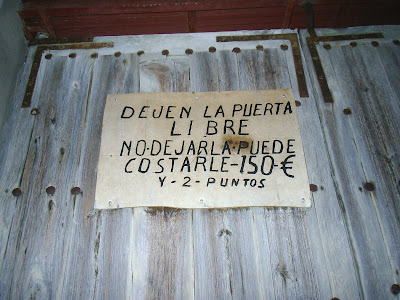 DEJEN LA PUERTA
LIBRE
NO·DEJARLA·PUEDE
COSTARLE-150-€
Y-2-PUNTOS